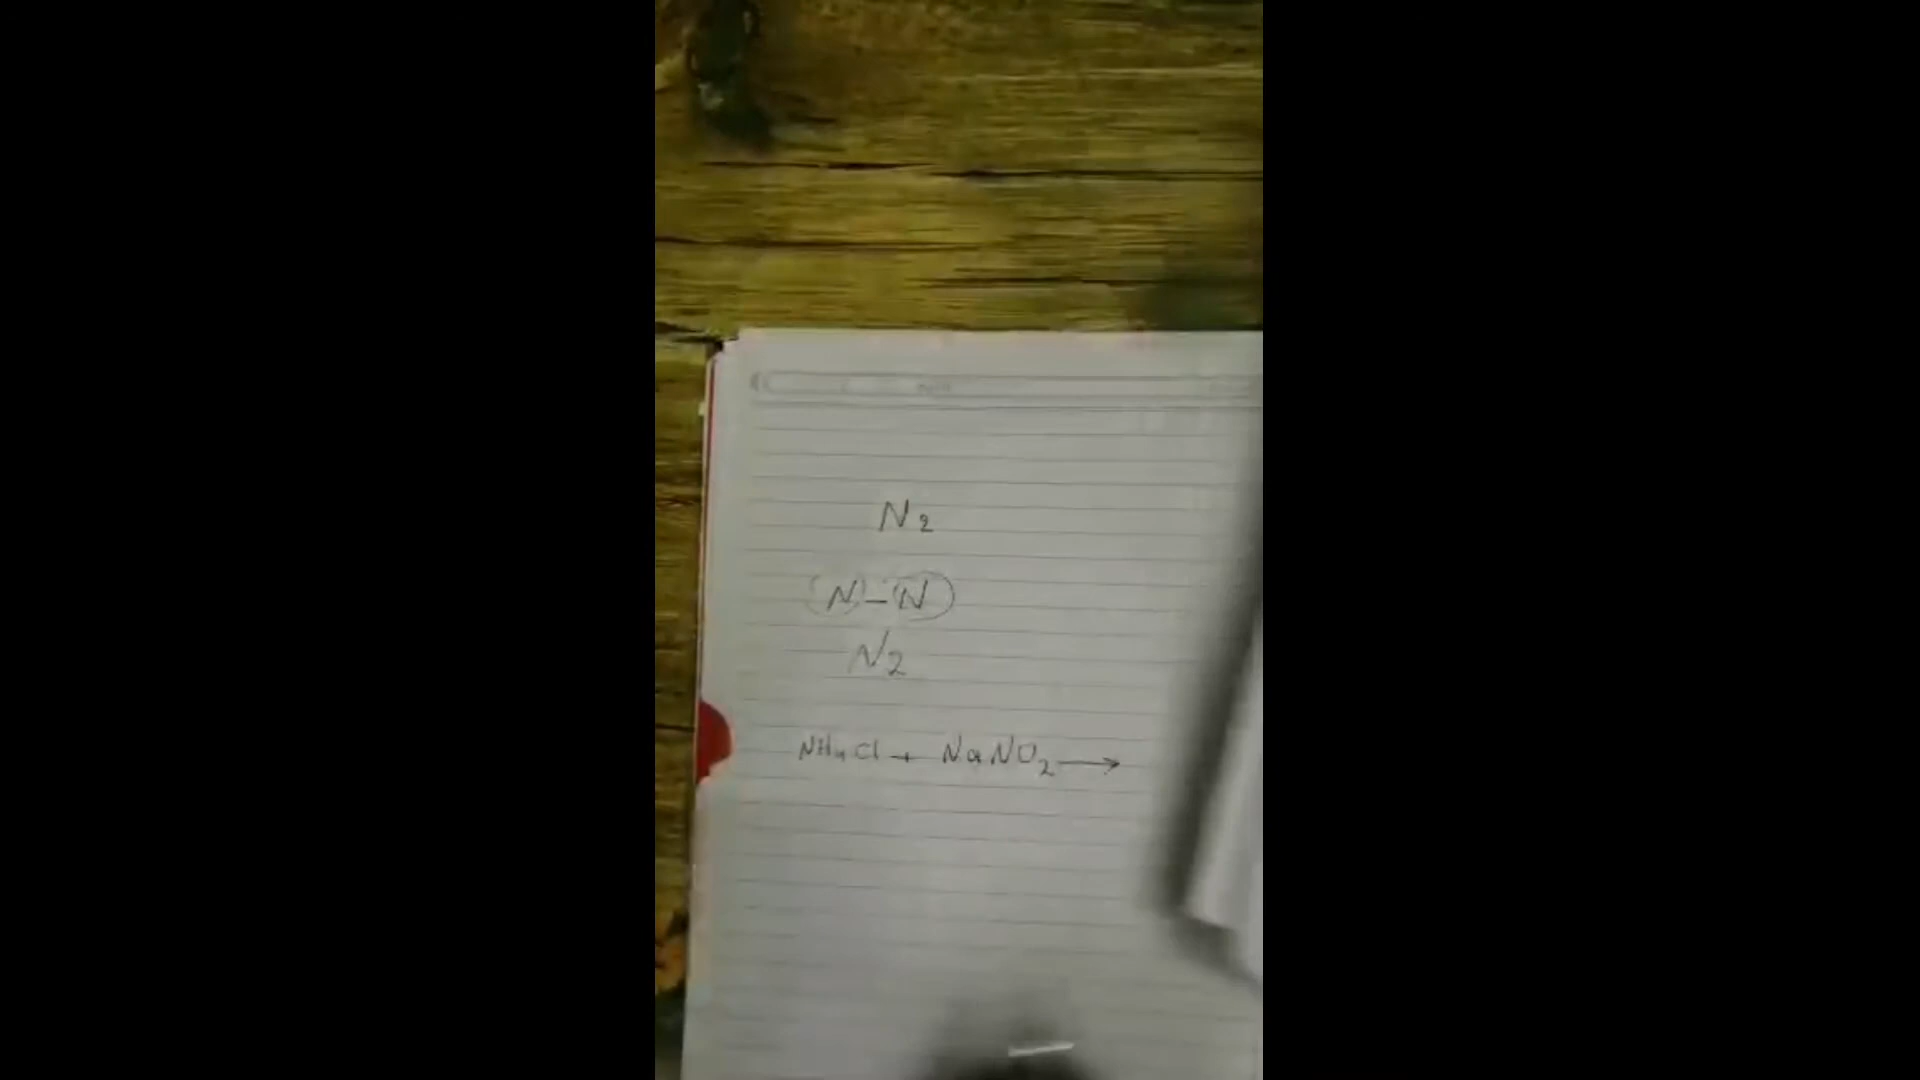 N₂
N-N
N₂
NH₄Cl + NaNO₂ →